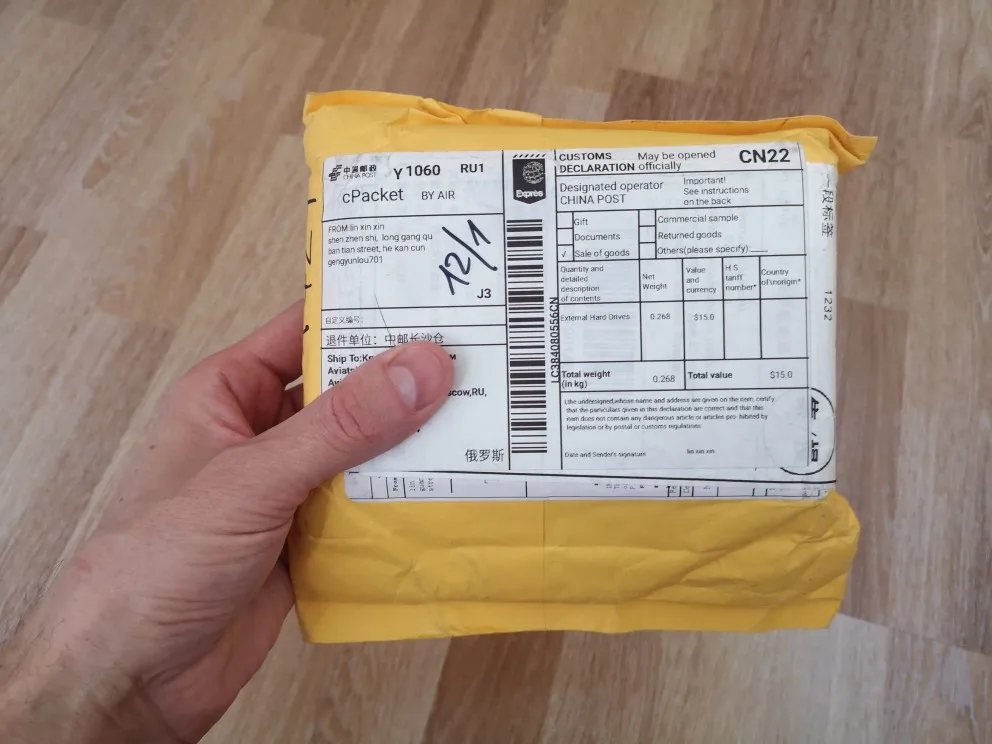 中国邮政
CHINA POST
Y 1060 RU1
cPacket BY AIR
FROM:lin xin xin
shen zhen shi, long gang qu
ban tian street, he kan cun
gengyunlou701
12/1
J3
自定义编号:
退件单位: 中邮长沙仓
Ship To:
scow,RU,
俄罗斯
Exprès
LC384080556CN
CUSTOMS
DECLARATION
May be opened
officially
CN22
Designated operator
CHINA POST
Important!
See instructions
on the back
Gift
Commercial sample
Documents
Returned goods
√ Sale of goods
Others(please specify):____
Quantity and
detailed
description
of contents
Net
Weight
Value
and
currency
H S
tariff
number*
Country
of\norigin*
External Hard Drives 0.268 $15.0
Total weight
(in kg)
0.268
Total value $15.0
I,the undersigned,whose name and address are given on the item, certify
that the particulars given in this declaration are correct and that this
item does not contain any dangerous article or articles pro- hibited by
legislation or by postal or customs regulations
Date and Sender's signature lin xin xin
一段标签
1232